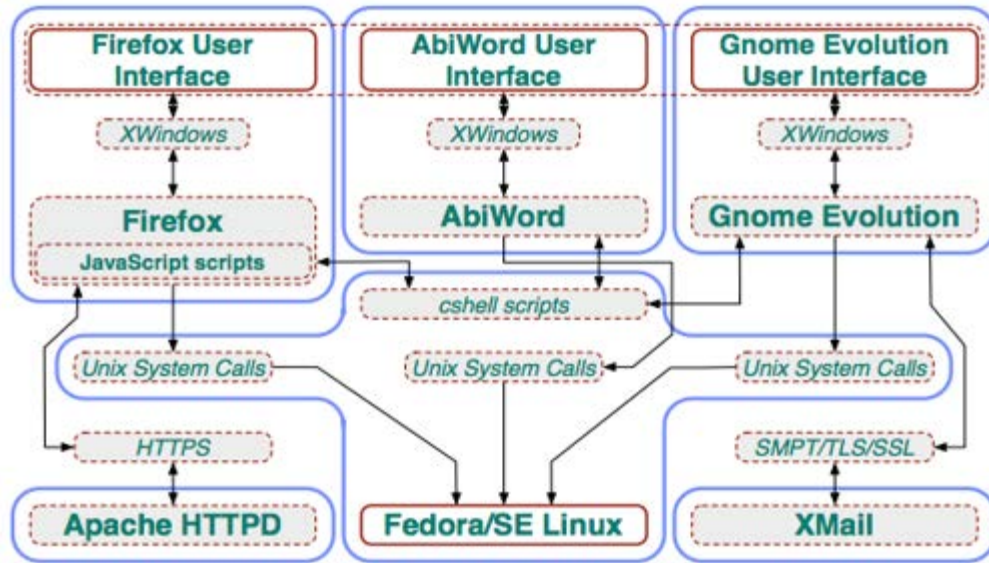 Firefox User
Interface
AbiWord User
Interface
Gnome Evolution
User Interface
XWindows
XWindows
XWindows
Firefox
JavaScript scripts
AbiWord
Gnome Evolution
cshell scripts
Unix System Calls
Unix System Calls
Unix System Calls
HTTPS
SMPT/TLS/SSL
Apache HTTPD
Fedora/SE Linux
XMail